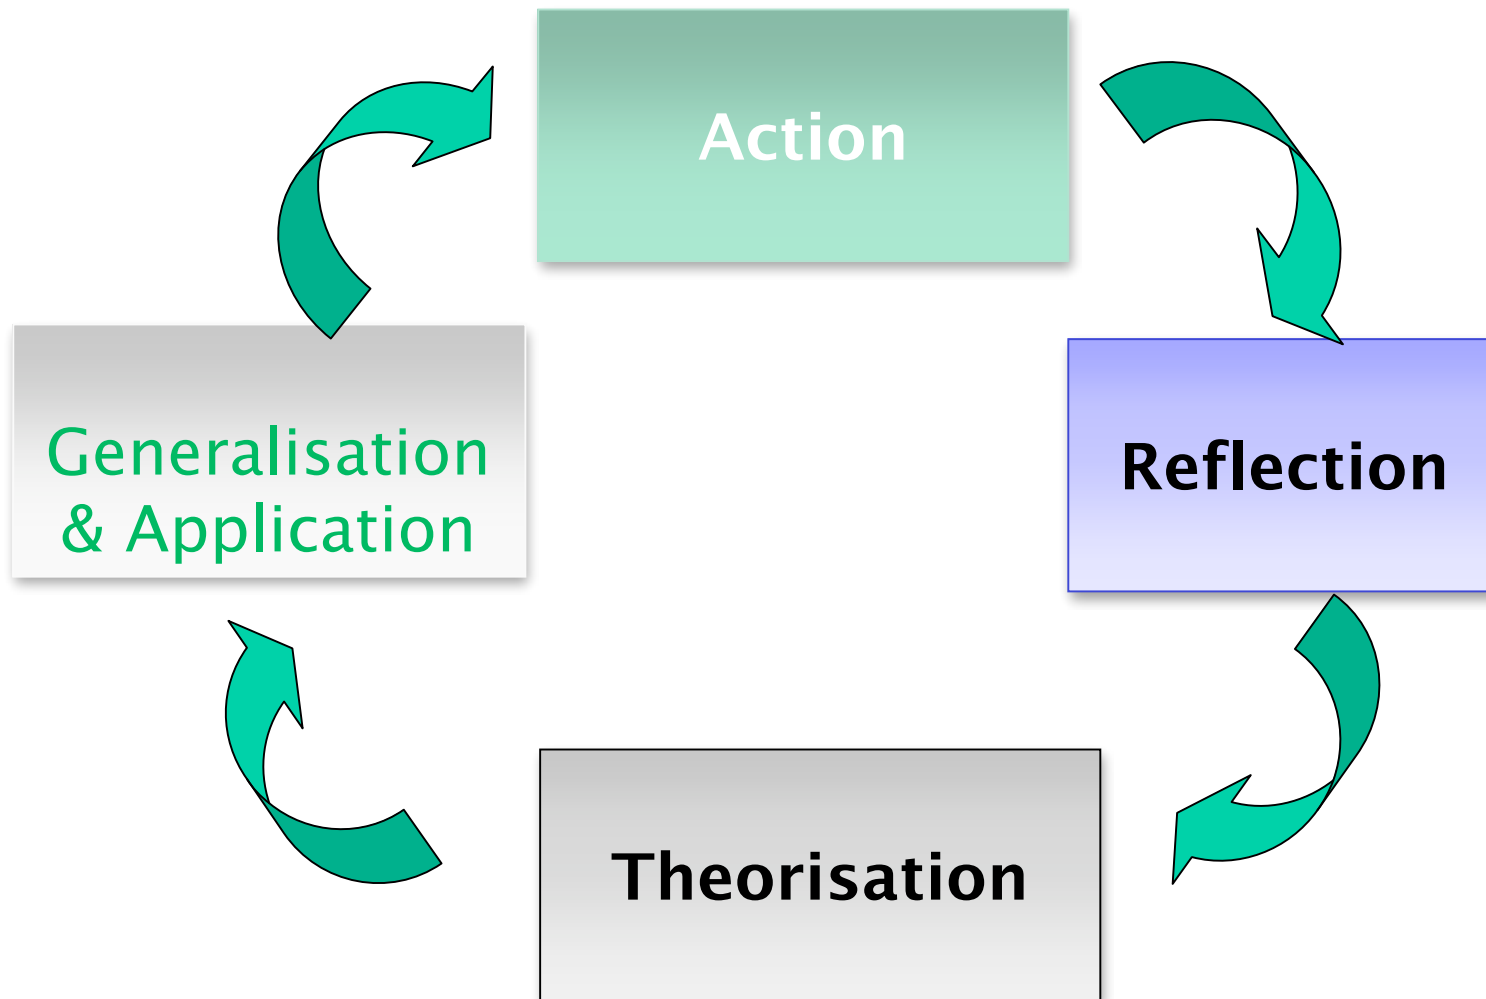 Action
Generalisation
& Application
Reflection
Theorisation